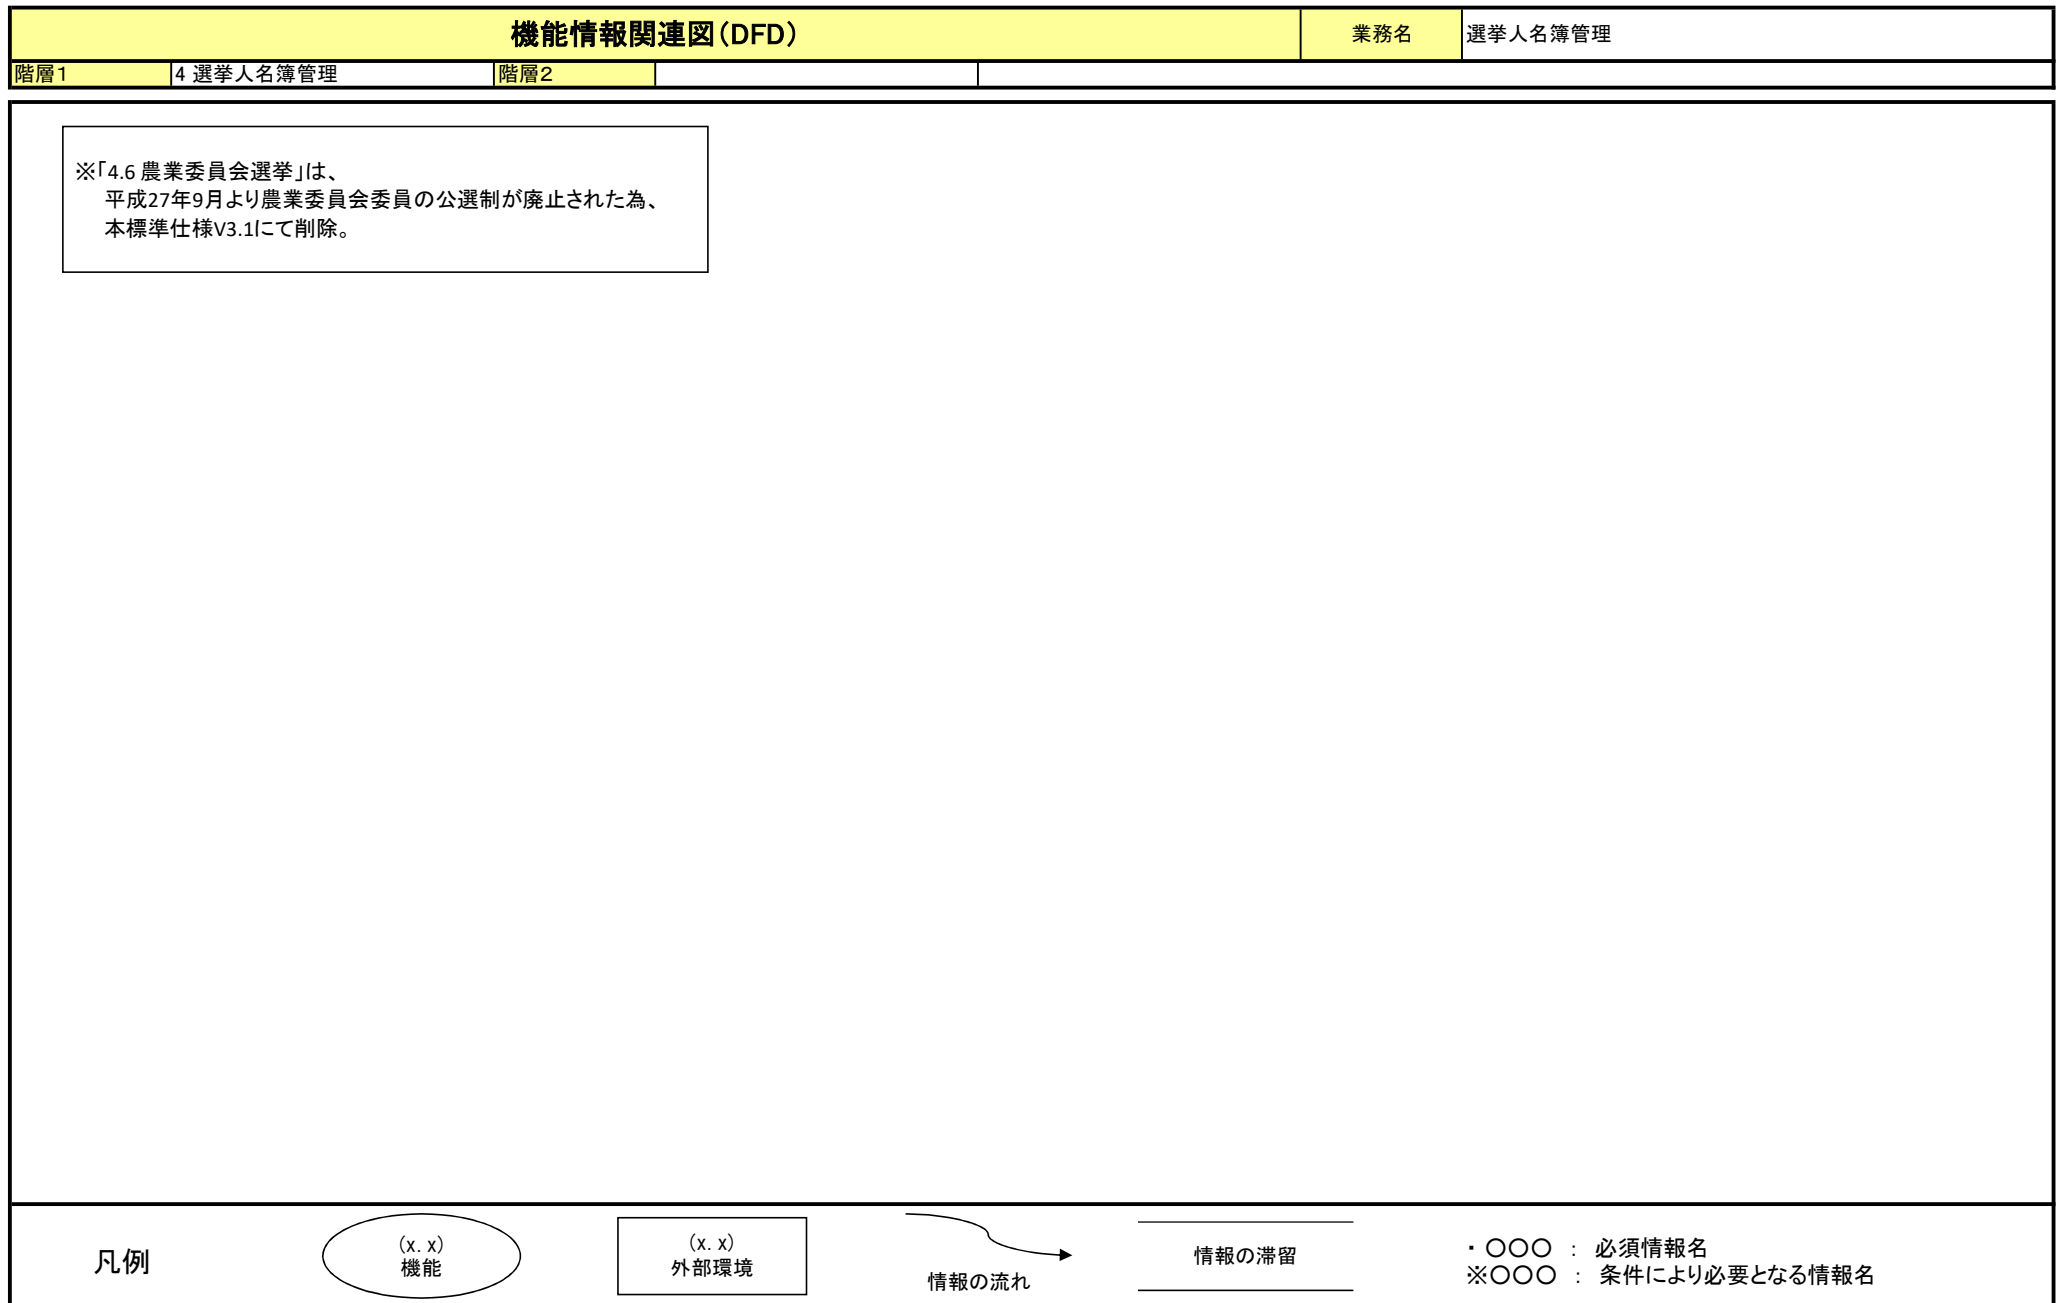 機能情報関連図(DFD)
業務名
選挙人名簿管理
階層1
4 選挙人名簿管理
階層2
※「4.6 農業委員会選挙」は、
平成27年9月より農業委員会委員の公選制が廃止された為、
本標準仕様V3.1にて削除。
凡例
(x. x)
機能
(x. x)
外部環境
情報の流れ
情報の滞留
・〇〇〇 : 必須情報名
※〇〇〇 : 条件により必要となる情報名